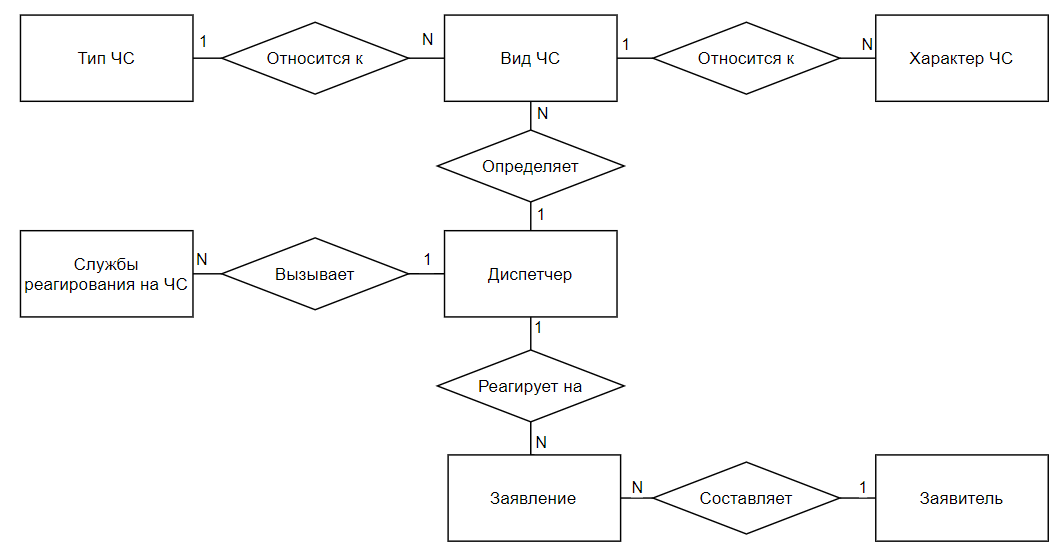 Тип ЧС
1
Относится к
N
Вид ЧС
1
Относится к
N
Характер ЧС
N
Определяет
1
Службы
реагирования на ЧС
N
Вызывает
1
Диспетчер
1
Реагирует на
N
Заявление
N
Составляет
1
Заявитель